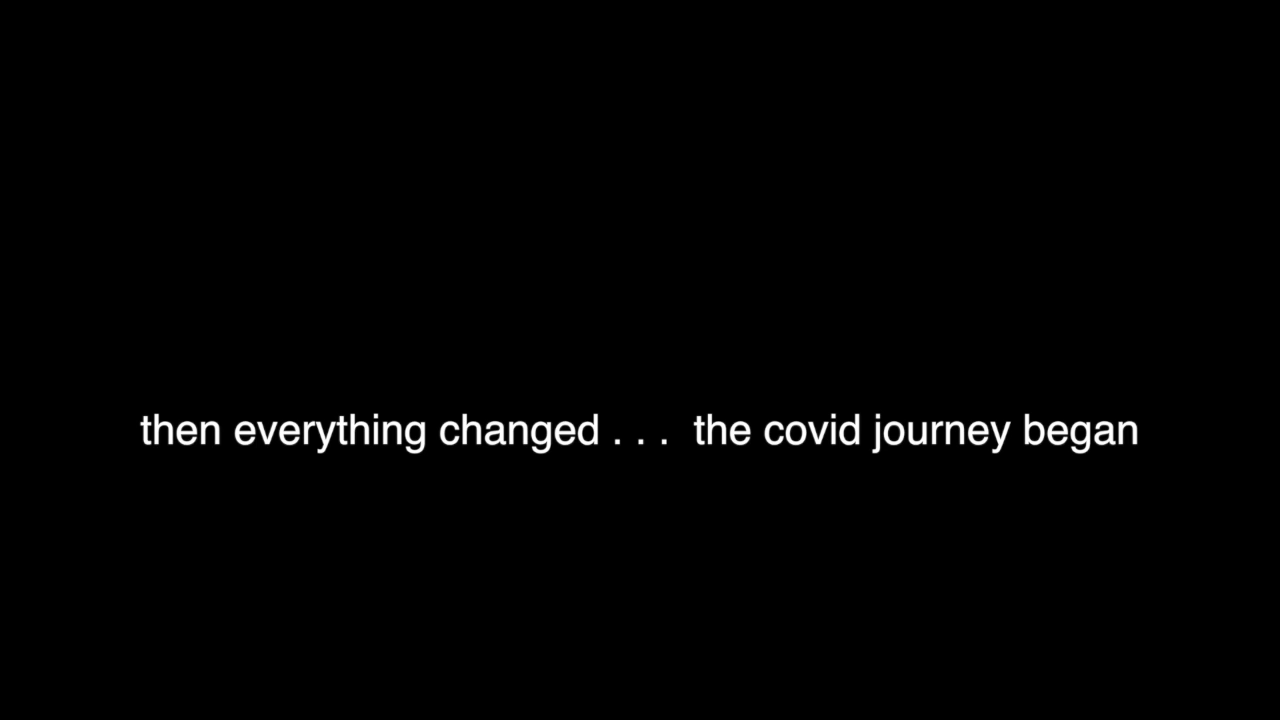 then everything changed . . .  the covid journey began